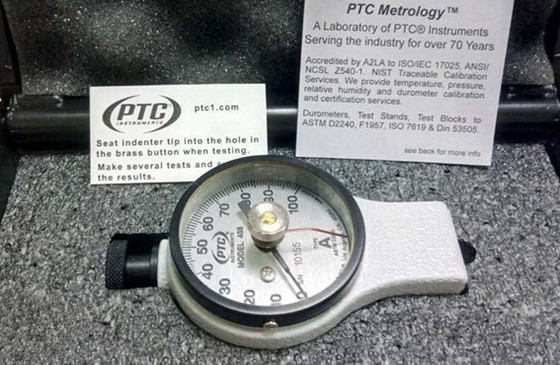 PTC Metrology™
A Laboratory of PTC® Instruments
Serving the industry for over 70 Years
Accredited by A2LA to ISO/IEC 17025, ANSI/
NCSL Z540-1. NIST Traceable Calibration
Services. We provide temperature, pressure,
relative humidity and durometer calibration
and certification services.
Durometers, Test Stands, Test Blocks to
ASTM D2240, F1957, ISO 7619 & Din 53505.
see back for more info
PTC
INSTRUMENTS
ptc1.com
Seat indenter tip into the hole in
the brass button when testing.
Make several tests and
the results.
100
90
80
70
60
50
40
30
20
10
0
PTC
INSTRUMENTS
MODEL 408
S/N 10155
TYPE
A